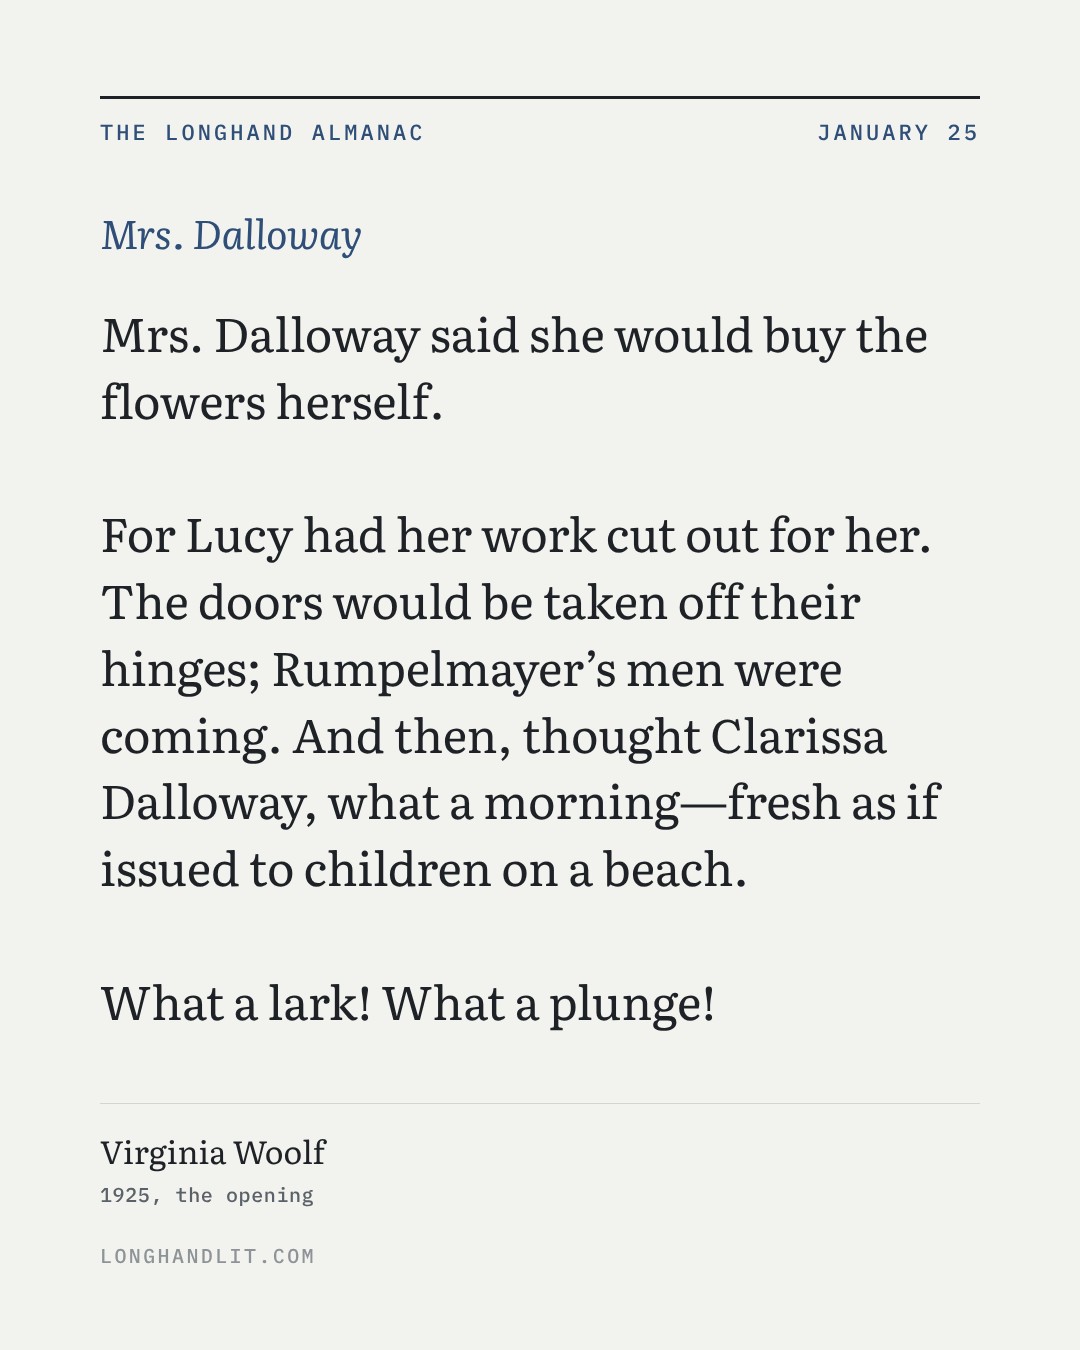 THE LONGHAND ALMANAC JANUARY 25
Mrs. Dalloway
Mrs. Dalloway said she would buy the
flowers herself.
For Lucy had her work cut out for her.
The doors would be taken off their
hinges; Rumpelmayer’s men were
coming. And then, thought Clarissa
Dalloway, what a morning—fresh as if
issued to children on a beach.
What a lark! What a plunge!
Virginia Woolf
1925, the opening
LONGHANDLIT.COM